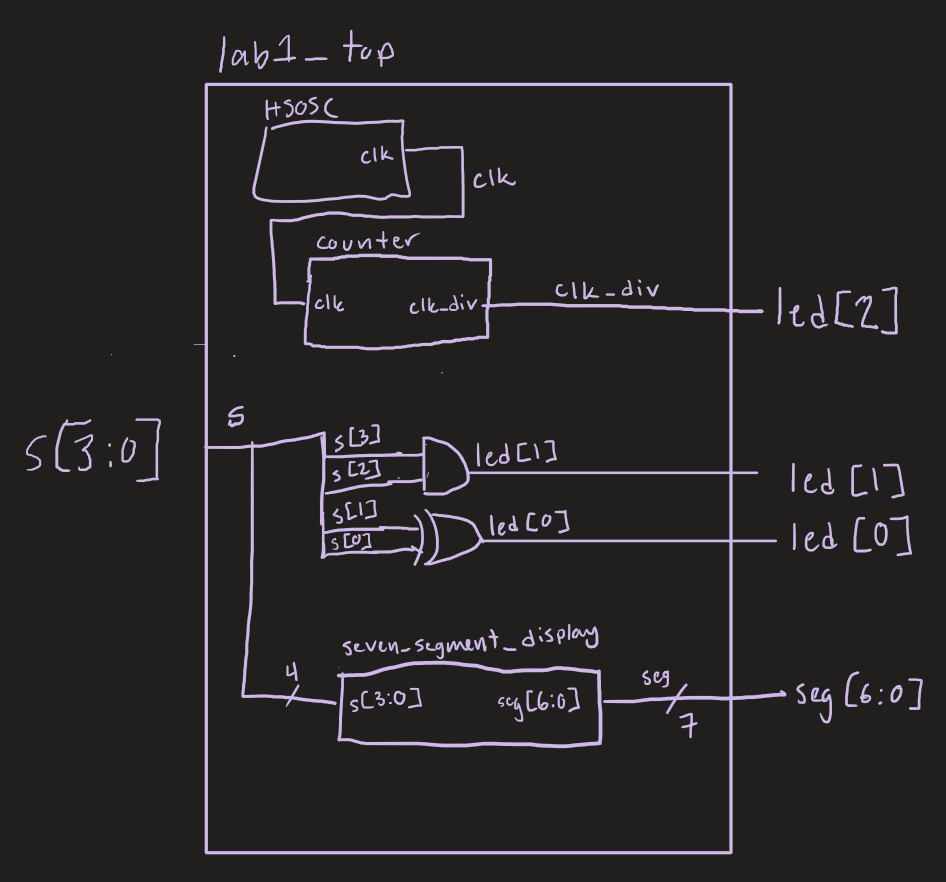 lab1_top
HSOSC
clk
clk
counter
clk
clk_div
clk_div
led[2]
S[3:0]
s
s[3]
s[2]
led[1]
led[1]
s[1]
s[0]
led[0]
led[0]
seven_segment_display
4
s[3:0]
seg[6:0]
seg
7
seg[6:0]